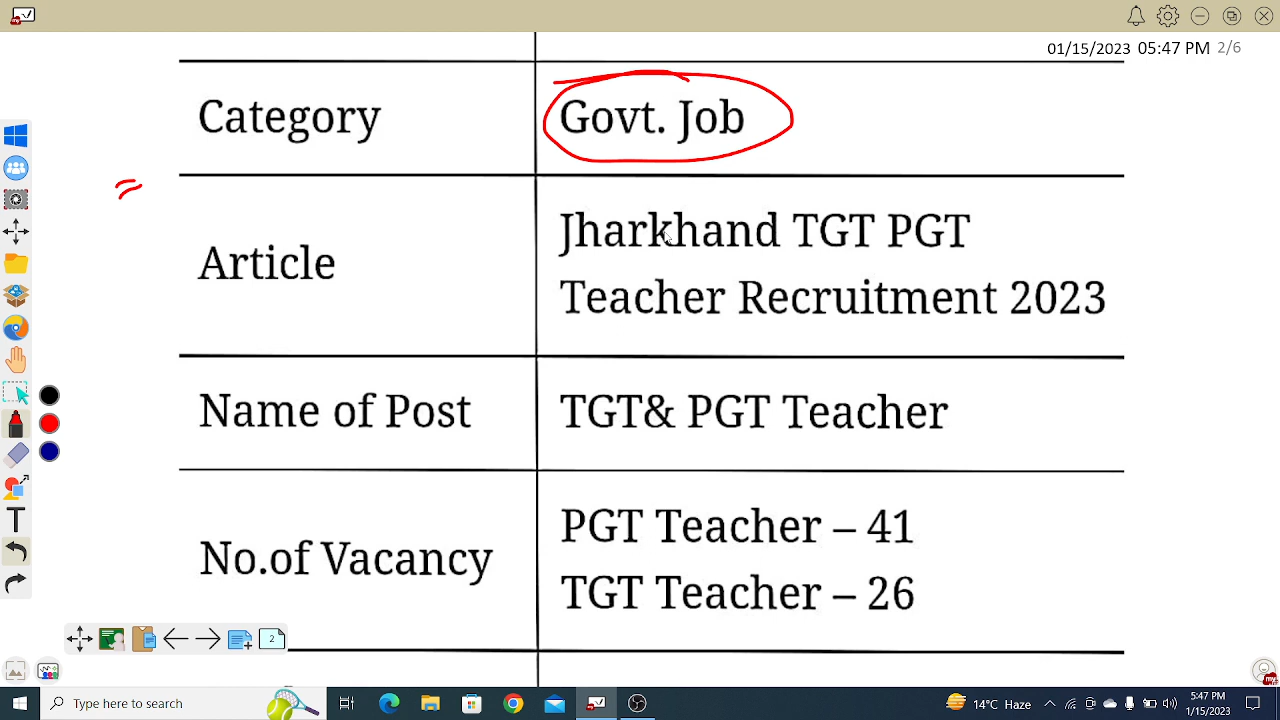 01/15/2023 05:47 PM 2/6
Category
Govt. Job
Article
Jharkhand TGT PGT
Teacher Recruitment 2023
Name of Post
TGT& PGT Teacher
No.of Vacancy
PGT Teacher – 41
TGT Teacher – 26
T
2
Type here to search
14°C Haze
5:47 PM
1/15/2023